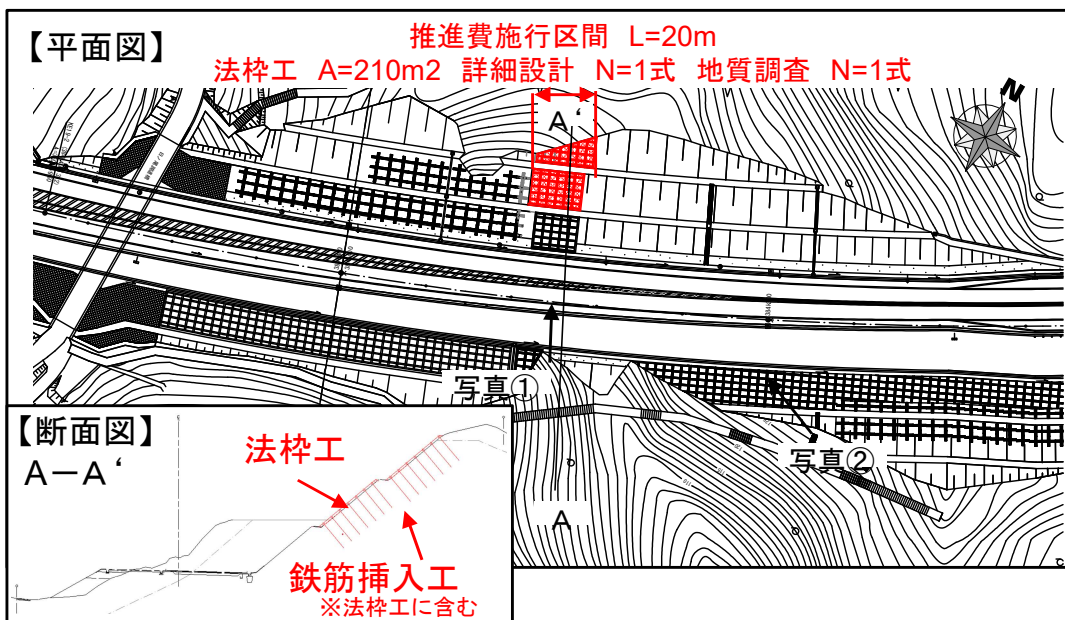 【平面図】
推進費施行区間 L=20m
法枠工 A=210m2 詳細設計 N=1式 地質調査 N=1式
N
A‘
写真①
写真②
A
【断面図】
A－A‘
法枠工
鉄筋挿入工
※法枠工に含む